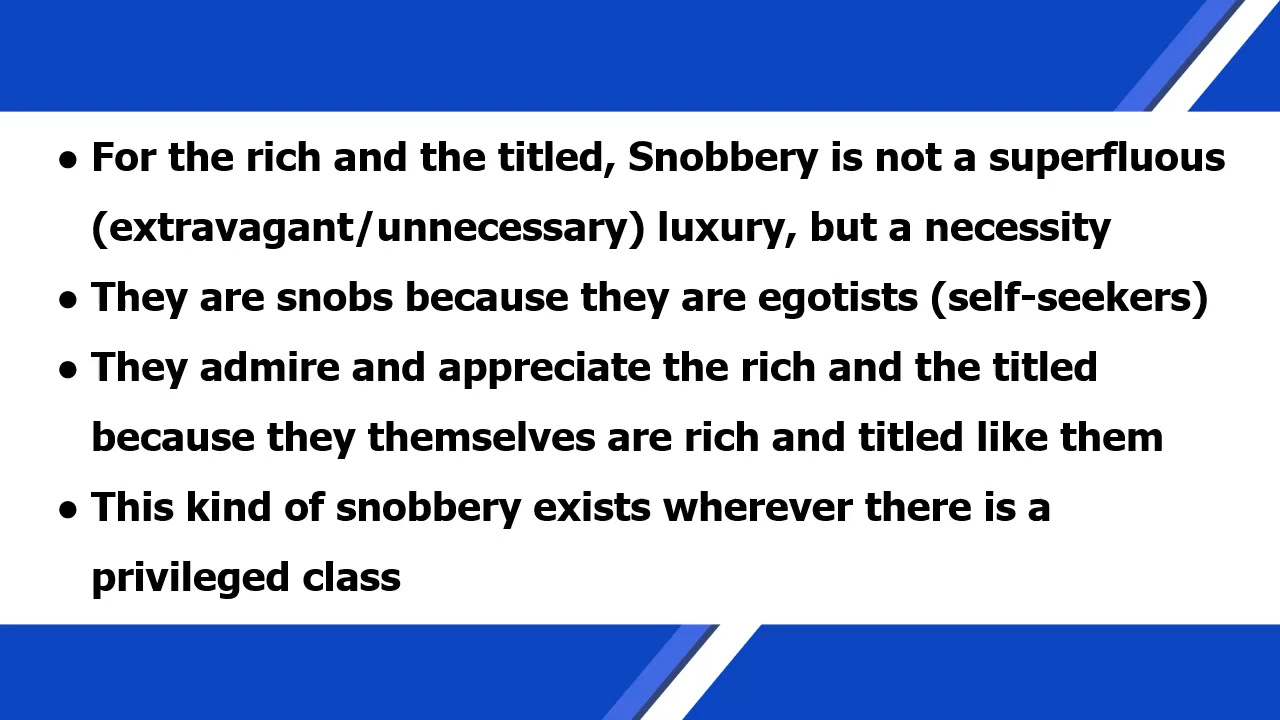 ● For the rich and the titled, Snobbery is not a superfluous
(extravagant/unnecessary) luxury, but a necessity
● They are snobs because they are egotists (self-seekers)
● They admire and appreciate the rich and the titled
because they themselves are rich and titled like them
● This kind of snobbery exists wherever there is a
privileged class